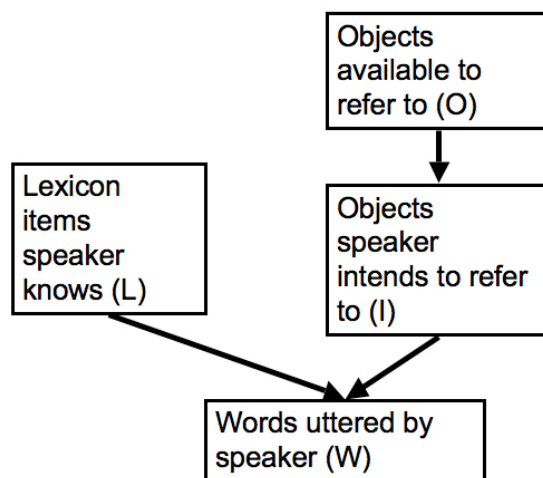 Objects
available to
refer to (O)
Lexicon
items
speaker
knows (L)
Objects
speaker
intends to refer
to (I)
Words uttered by
speaker (W)